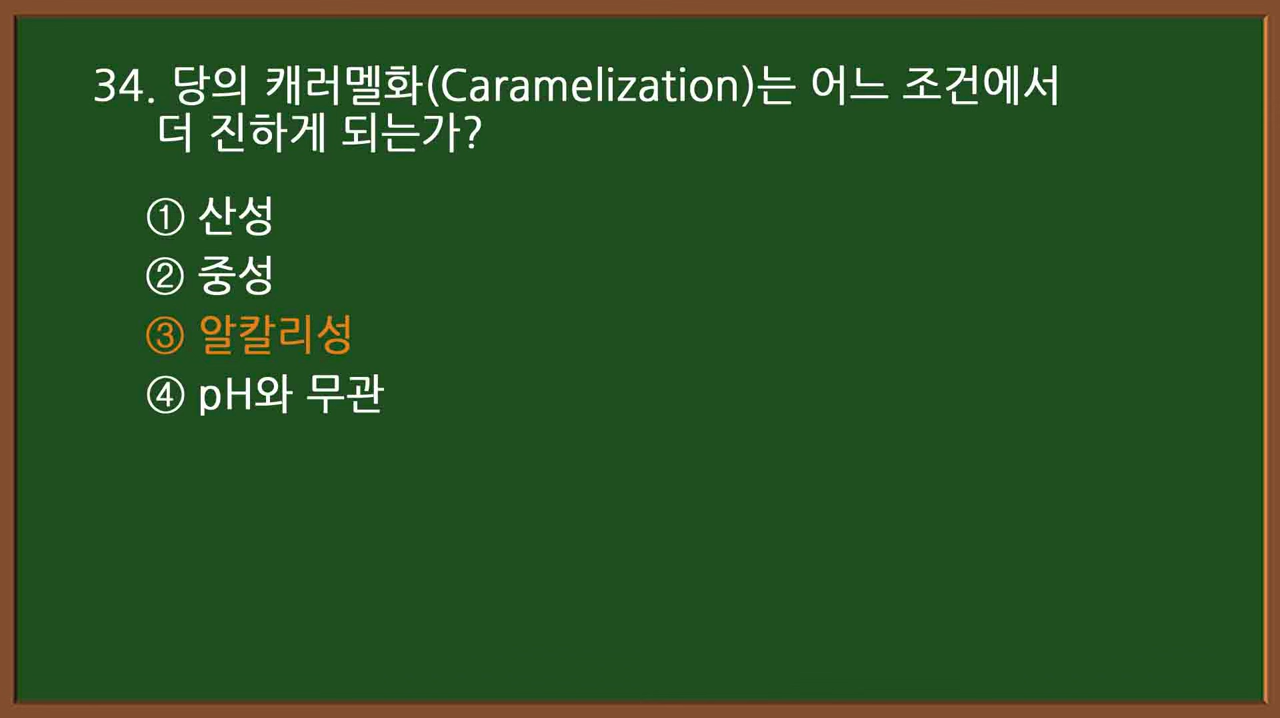 34. 당의 캐러멜화(Caramelization)는 어느 조건에서
더 진하게 되는가?
① 산성
② 중성
③ 알칼리성
④ pH와 무관